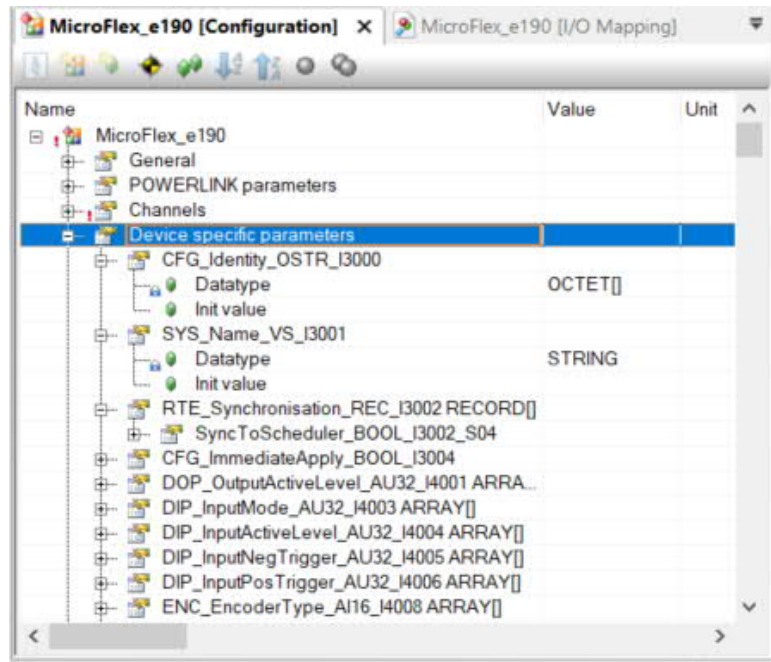 MicroFlex_e190 [Configuration] X MicroFlex_e190 [I/O Mapping]
Name Value Unit
MicroFlex_e190
General
POWERLINK parameters
Channels
Device specific parameters
CFG_Identity_OSTR_I3000
Datatype OCTET[]
Init value
SYS_Name_VS_I3001
Datatype STRING
Init value
RTE_Synchronisation_REC_I3002 RECORD[]
SyncToScheduler_BOOL_I3002_S04
CFG_ImmediateApply_BOOL_I3004
DOP_OutputActiveLevel_AU32_I4001 ARRA...
DIP_InputMode_AU32_I4003 ARRAY[]
DIP_InputActiveLevel_AU32_I4004 ARRAY[]
DIP_InputNegTrigger_AU32_I4005 ARRAY[]
DIP_InputPosTrigger_AU32_I4006 ARRAY[]
ENC_EncoderType_AI16_I4008 ARRAY[]